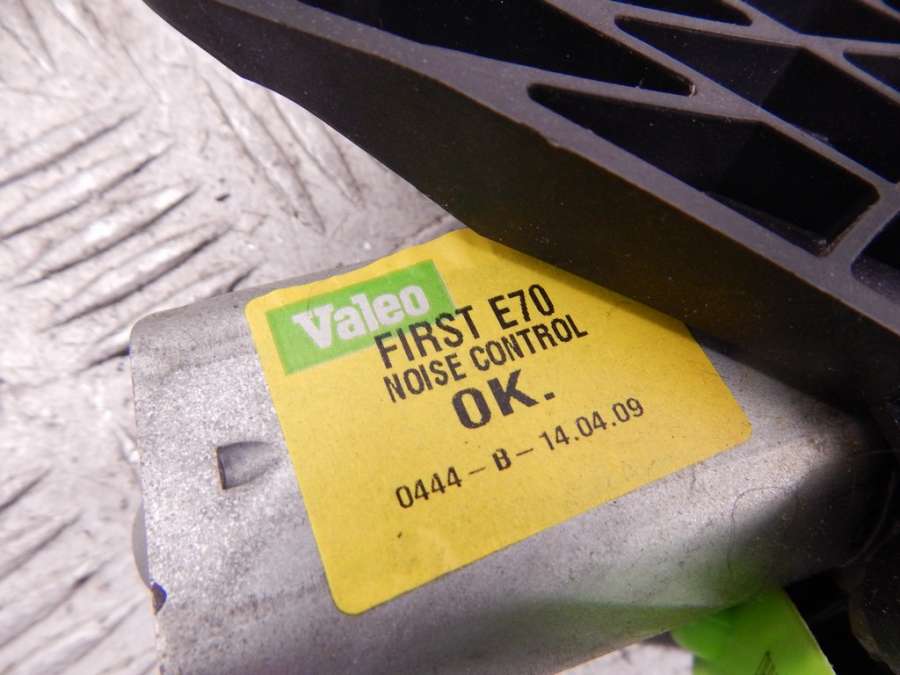 Valeo
FIRST E70
NOISE CONTROL
OK.
0444-B-14.04.09